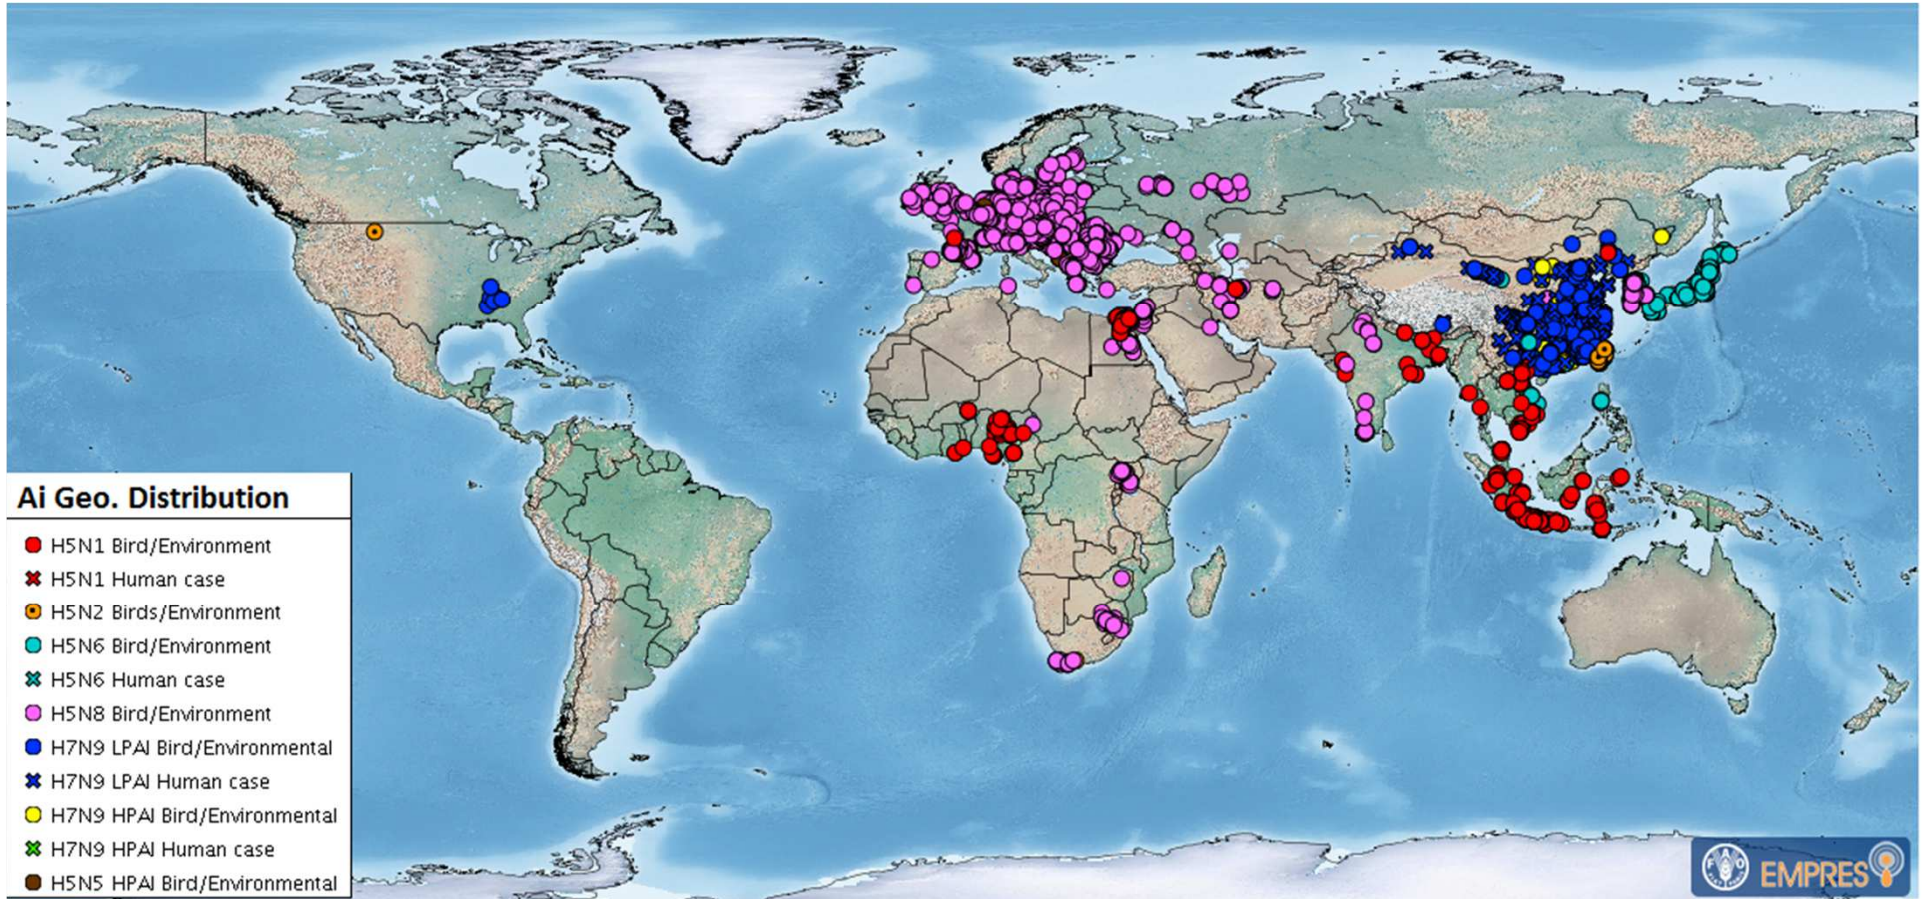 Ai Geo. Distribution
H5N1 Bird/Environment
H5N1 Human case
H5N2 Birds/Environment
H5N6 Bird/Environment
H5N6 Human case
H5N8 Bird/Environment
H7N9 LPAI Bird/Environmental
H7N9 LPAI Human case
H7N9 HPAI Bird/Environmental
H7N9 HPAI Human case
H5N5 HPAI Bird/Environmental
EMPRES